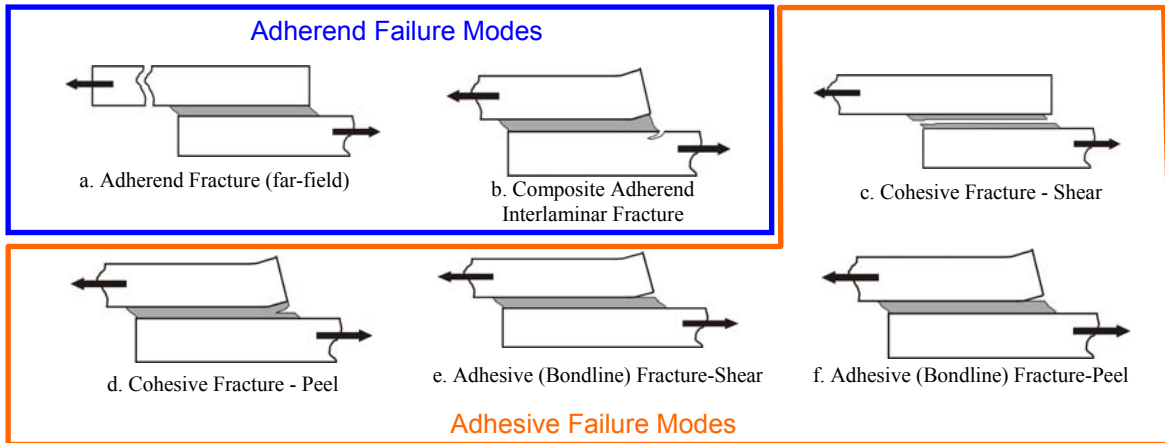 Adherend Failure Modes
a. Adherend Fracture (far-field)
b. Composite Adherend
Interlaminar Fracture
c. Cohesive Fracture - Shear
d. Cohesive Fracture - Peel
e. Adhesive (Bondline) Fracture-Shear
f. Adhesive (Bondline) Fracture-Peel
Adhesive Failure Modes